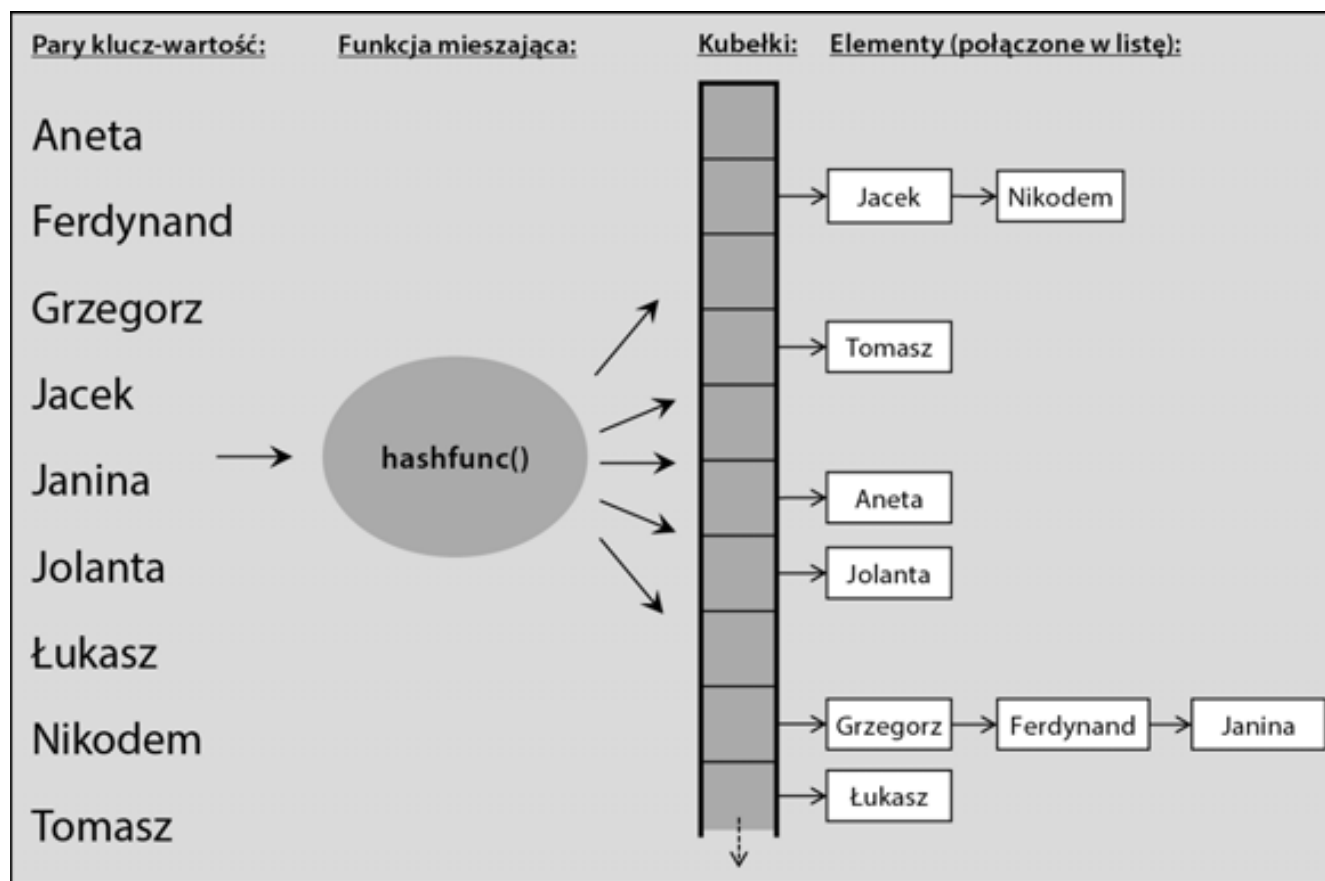 Pary klucz-wartość: Funkcja mieszająca: Kubełki: Elementy (połączone w listę):
Aneta
Ferdynand
Grzegorz
Jacek
Janina
Jolanta
Łukasz
Nikodem
Tomasz
hashfunc()
Jacek Nikodem
Tomasz
Aneta
Jolanta
Grzegorz Ferdynand Janina
Łukasz